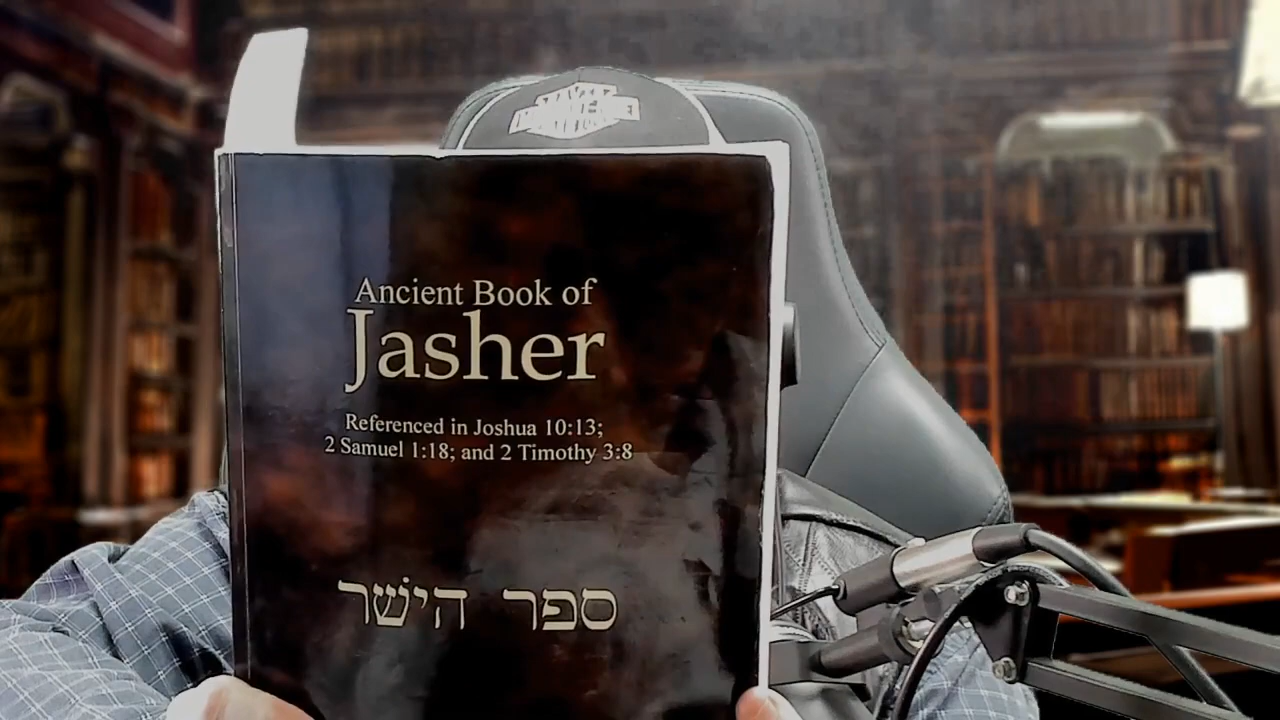 Ancient Book of
Jasher
Referenced in Joshua 10:13;
2 Samuel 1:18; and 2 Timothy 3:8
ספר הישׁר